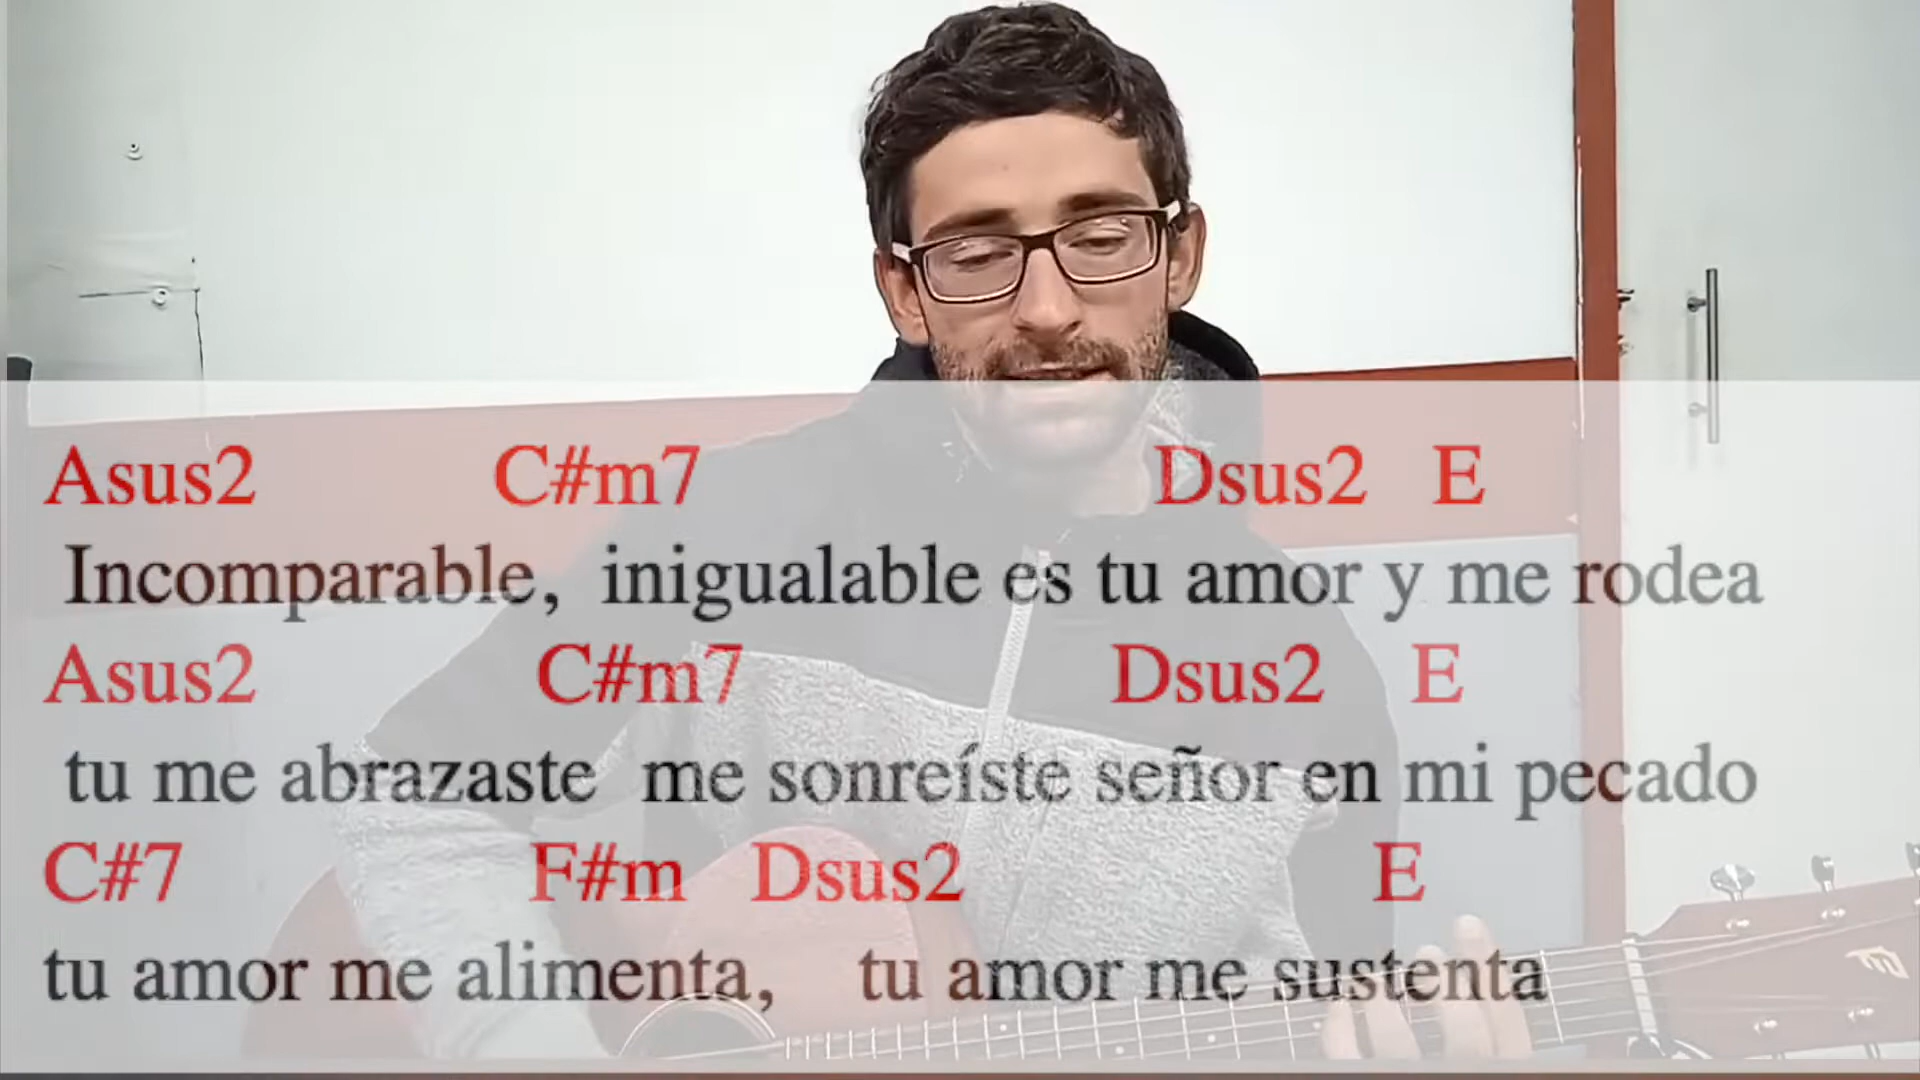 Asus2 C#m7 Dsus2 E
Incomparable, inigualable es tu amor y me rodea
Asus2 C#m7 Dsus2 E
tu me abrazaste me sonreíste señor en mi pecado
C#7 F#m Dsus2 E
tu amor me alimenta, tu amor me sustenta